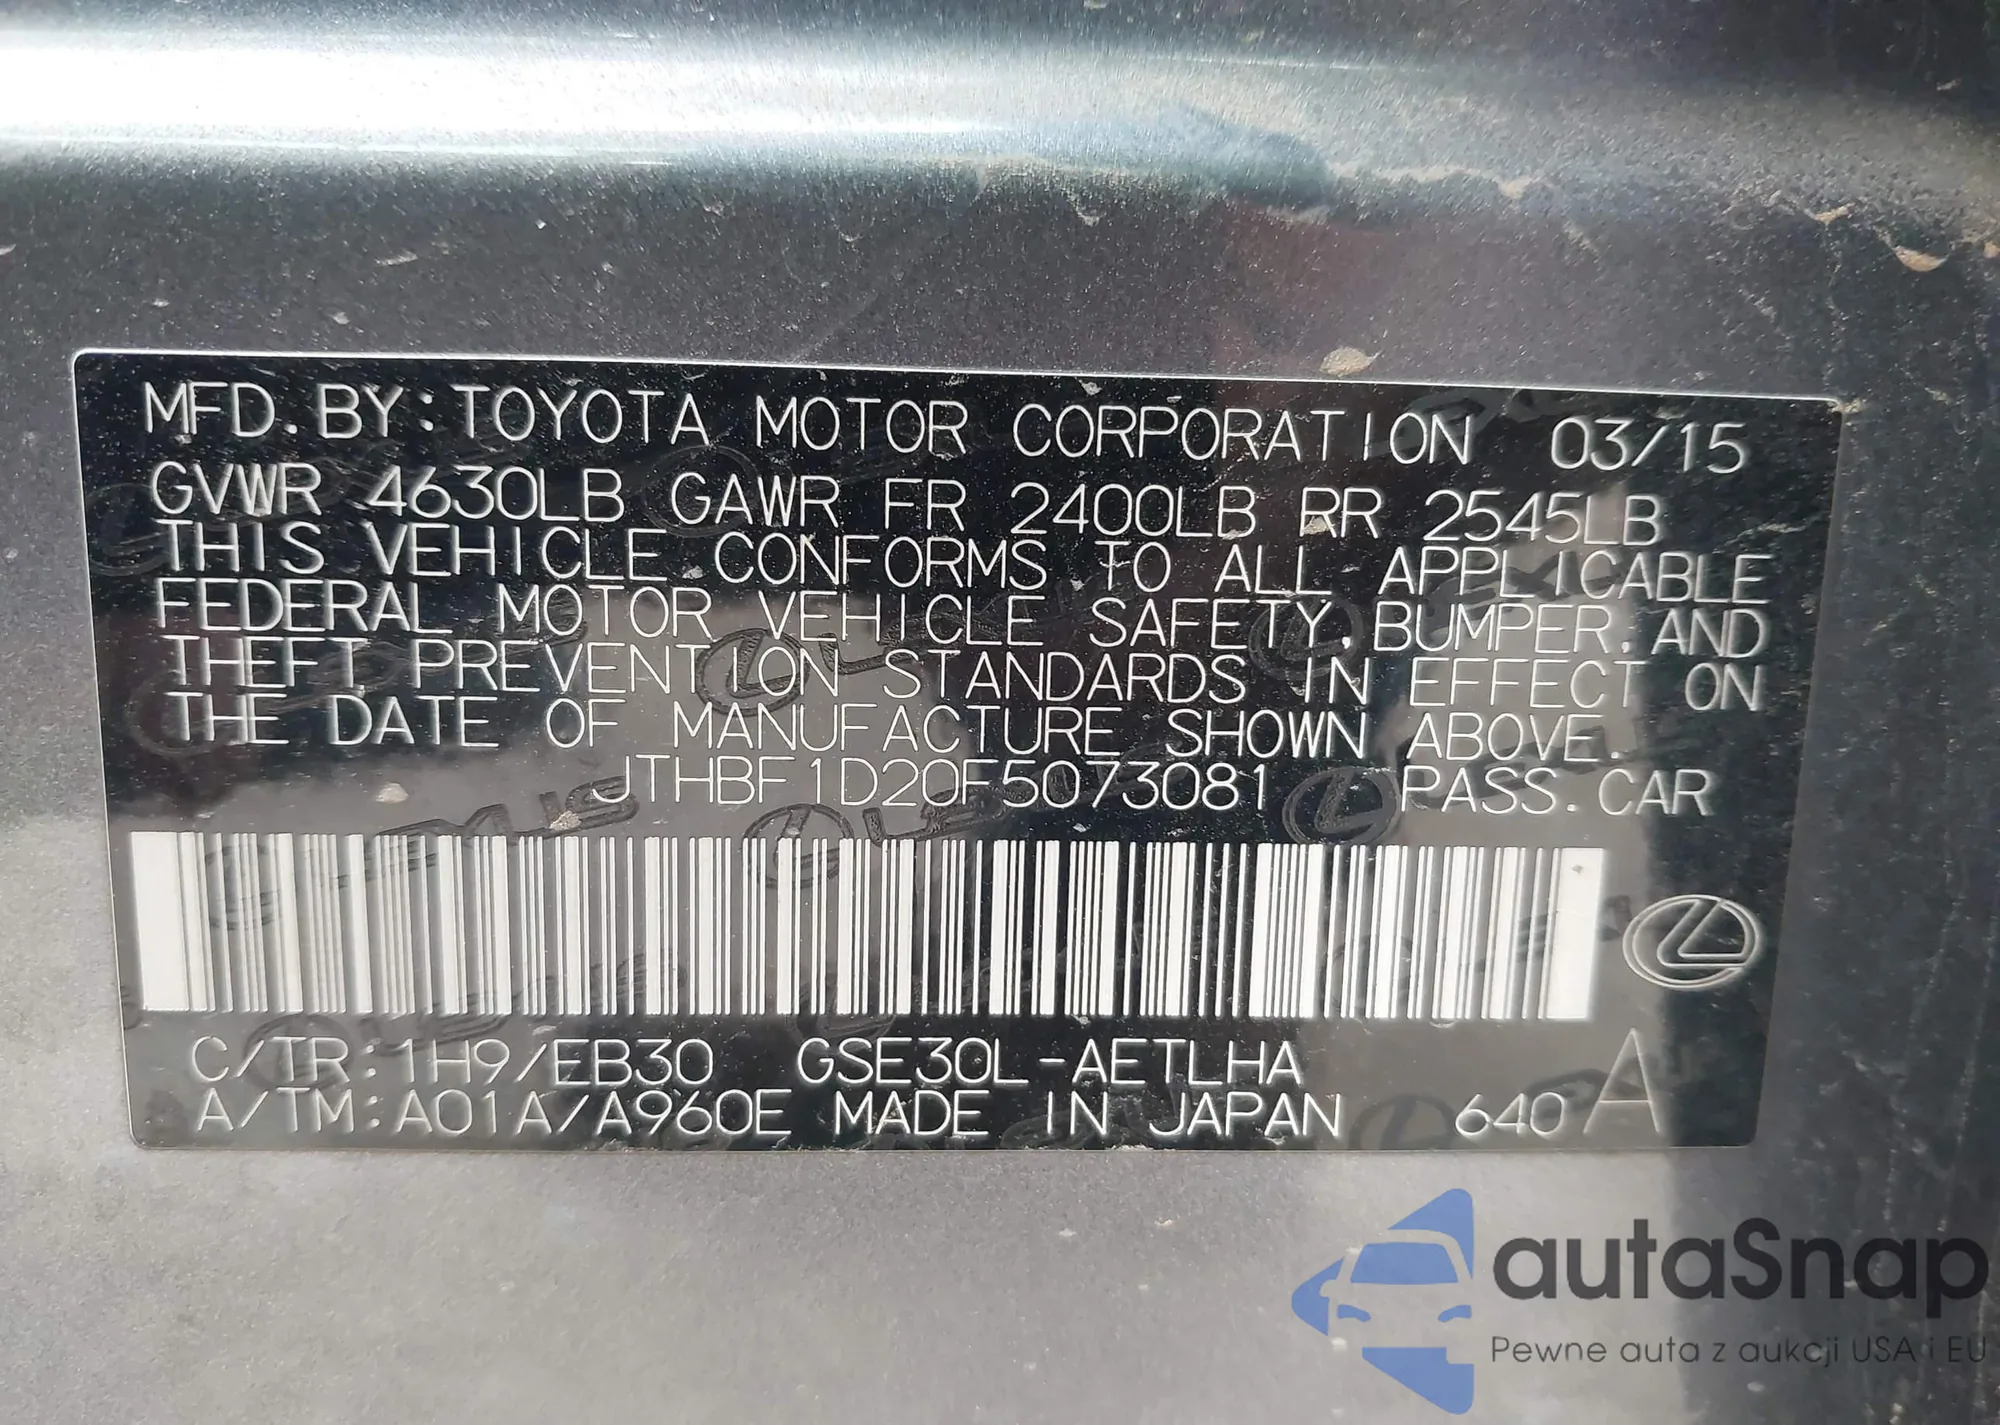 MFD. BY: TOYOTA MOTOR CORPORATION 03/15
GVWR 4630LB GAWR FR 2400LB RR 2545LB
THIS VEHICLE CONFORMS TO ALL APPLICABLE
FEDERAL MOTOR VEHICLE SAFETY, BUMPER, AND
THEFT PREVENTION STANDARDS IN EFFECT ON
THE DATE OF MANUFACTURE SHOWN ABOVE.
JTHBF1D20F5073081 PASS. CAR
C/TR: 1H9/EB30 GSE30L-AETLHA
A/TM: A01A/A960E MADE IN JAPAN 640 A
autaSnap
Pewne auta z aukcji USA i EU